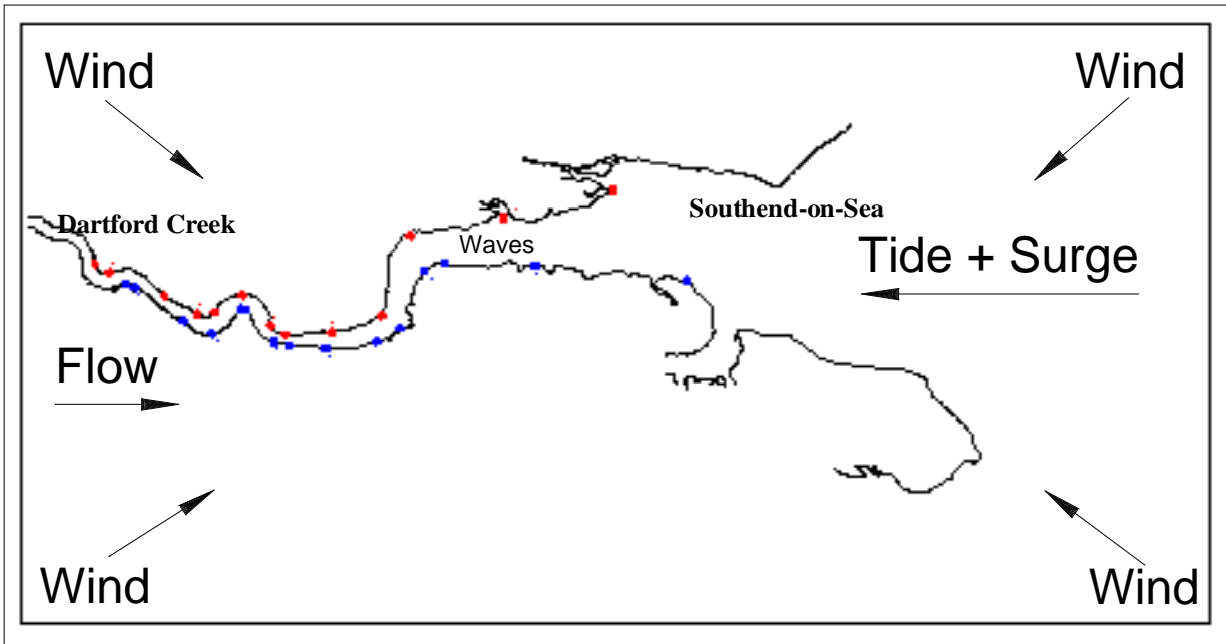 Wind
Wind
Dartford Creek
Southend-on-Sea
Waves
Tide + Surge
Flow
Wind
Wind